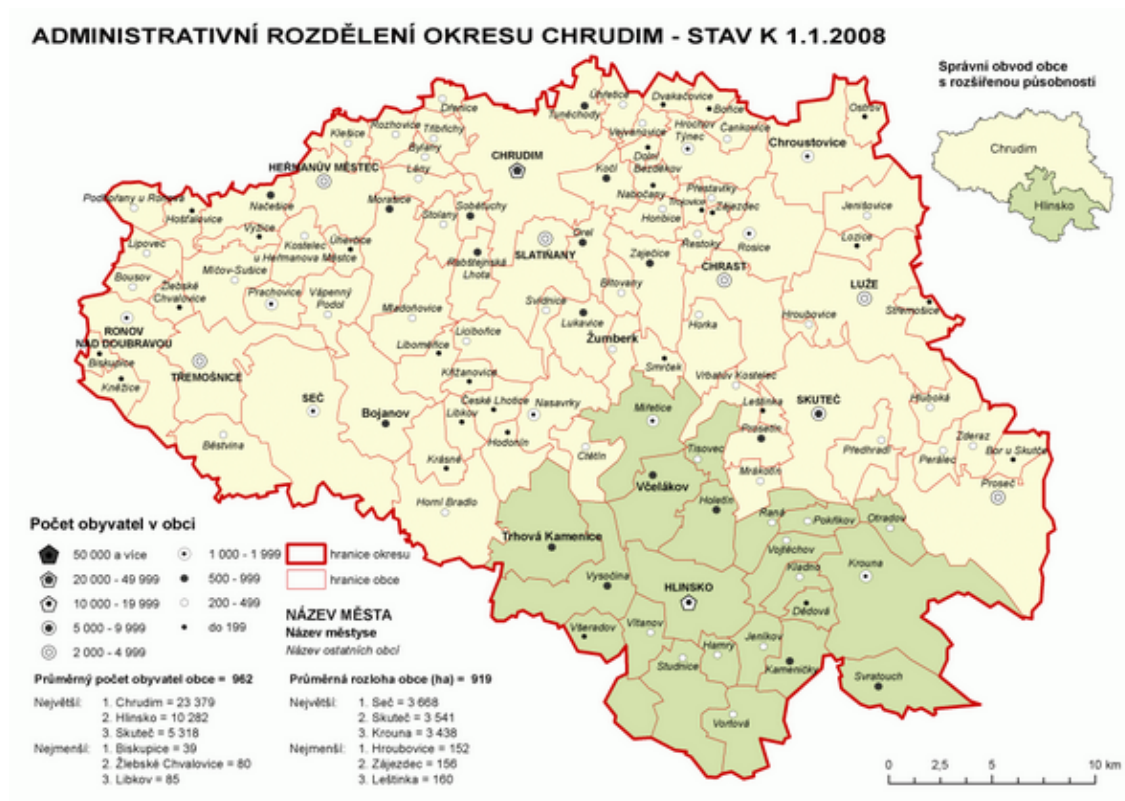 ADMINISTRATIVNÍ ROZDĚLENÍ OKRESU CHRUDIM - STAV K 1.1.2008
Správní obvod obce
s rozšířenou působností
Chrudim
Hlinsko
Dřenice
Úhřetice
Tuněchody
Dvakačovice
Bořice
Ostrov
Klešice
Rozhovice
Třibřichy
Bylany
Vejvanovice
Hrochův
Týnec
Čankovice
Chroustovice
HEŘMANŮV MĚSTEC
Lány
CHRUDIM
Kočí
Dolní
Bezděkov
Nabočany
Přestavlky
Trojovice
Zájezdec
Podhořany u Ronova
Hošťalovice
Načešice
Morašice
Stolany
Sobětuchy
Honbice
Jenišovice
Vyžice
Kostelec
u Heřmanova Městce
Úherčice
Rabštejnská
Lhota
SLATIŇANY
Orel
Zaječice
Řestoky
Rosice
Lozice
Lipovec
Bousov
Míčov-Sušice
Žlebské
Chvalovice
Prachovice
Vápenný
Podol
CHRAST
LUŽE
Bítovany
Střemošice
Mladoňovice
Svídnice
Lukavice
Horka
Hroubovice
RONOV
NAD DOUBRAVOU
Biskupice
Kněžice
TŘEMOŠNICE
Licibořice
Liboměřice
Žumberk
Smrček
Vrbatův Kostelec
Křižanovice
SEČ
Bojanov
České Lhotice
Libkov
Nasavrky
Hodonín
Miřetice
Leštinka
SKUTEČ
Hluboká
Prosetín
Běstvina
Krásné
Ctětín
Tisovec
Mrákotín
Předhradí
Perálec
Zderaz
Bor u Skutče
Proseč
Horní Bradlo
Včelákov
Holetín
Raná
Pokřikov
Otradov
Trhová Kamenice
Vojtěchov
Kladno
Krouna
Vysočina
HLINSKO
Dědová
Všeradov
Vítanov
Hamry
Jeníkov
Studnice
Kameničky
Svratouch
Vortová
Počet obyvatel v obci
50 000 a více
20 000 - 49 999
10 000 - 19 999
5 000 - 9 999
2 000 - 4 999
1 000 - 1 999
500 - 999
200 - 499
do 199
hranice okresu
hranice obce
NÁZEV MĚSTA
Název městyse
Název ostatních obcí
Průměrný počet obyvatel obce = 962
Největší: 1. Chrudim = 23 379
2. Hlinsko = 10 282
3. Skuteč = 5 318
Nejmenší: 1. Biskupice = 39
2. Žlebské Chvalovice = 80
3. Libkov = 85
Průměrná rozloha obce (ha) = 919
Největší: 1. Seč = 3 668
2. Skuteč = 3 541
3. Krouna = 3 438
Nejmenší: 1. Hroubovice = 152
2. Zájezdec = 156
3. Leštinka = 160
0 2,5 5 10 km